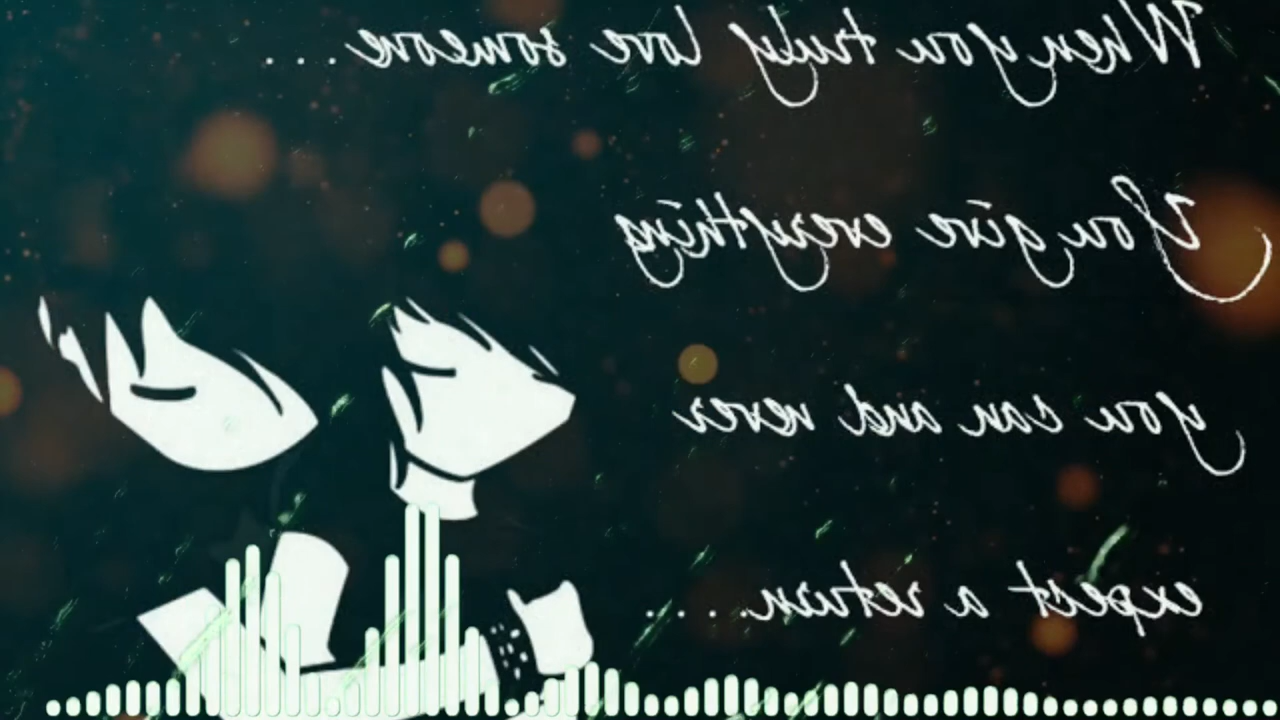 When you truly love someone....
You give everything
you can and never
expect a return....